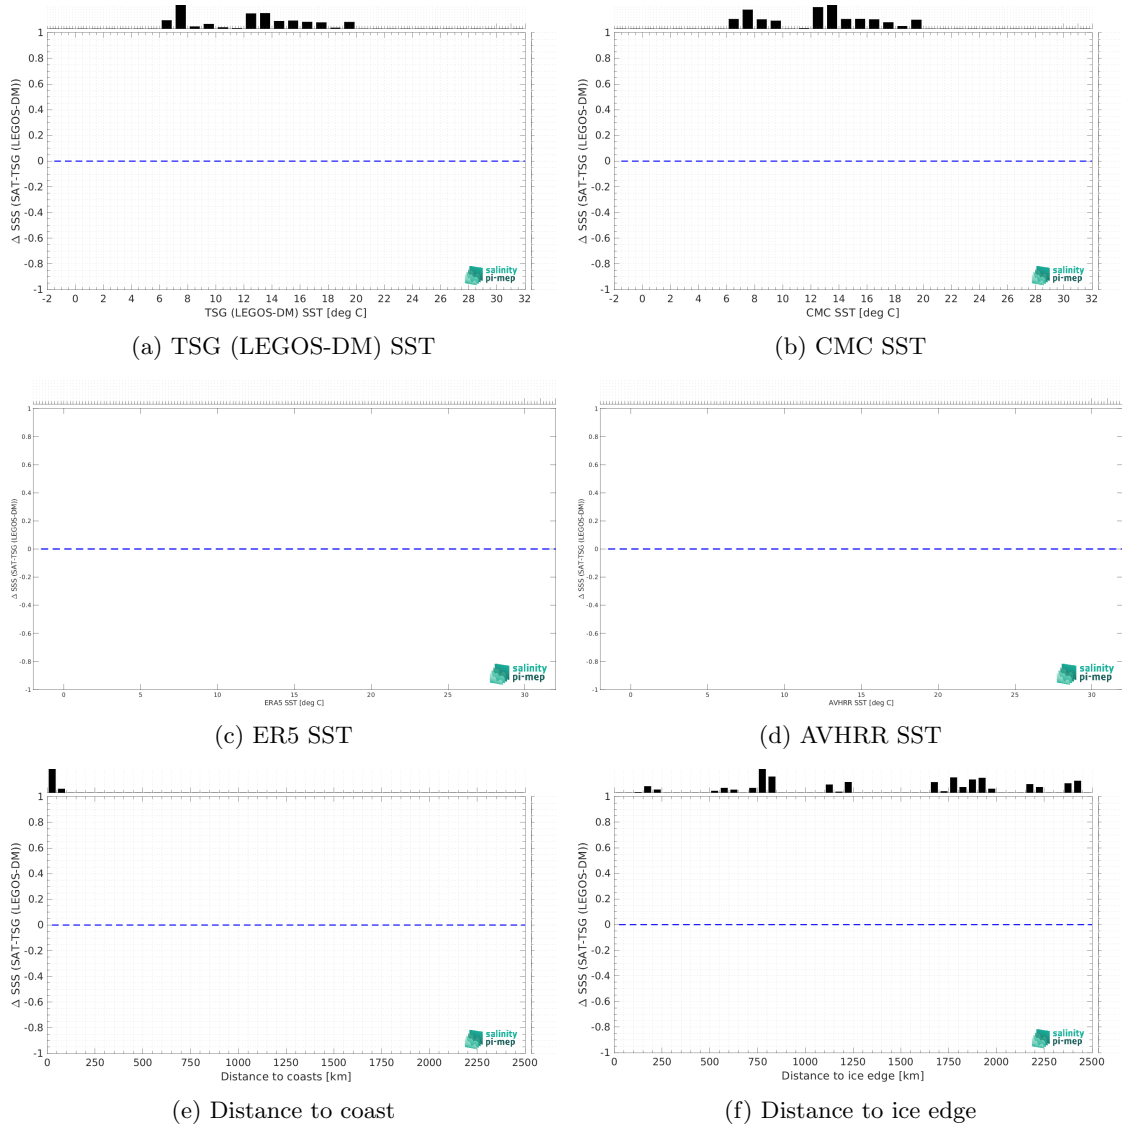 1
0.8
0.6
0.4
0.2
0
-0.2
-0.4
-0.6
-0.8
-1
Δ SSS (SAT-TSG (LEGOS-DM))
salinity
pi-mep
-2 0 2 4 6 8 10 12 14 16 18 20 22 24 26 28 30 32
TSG (LEGOS-DM) SST [deg C]
(a) TSG (LEGOS-DM) SST
1
0.8
0.6
0.4
0.2
0
-0.2
-0.4
-0.6
-0.8
-1
Δ SSS (SAT-TSG (LEGOS-DM))
salinity
pi-mep
-2 0 2 4 6 8 10 12 14 16 18 20 22 24 26 28 30 32
CMC SST [deg C]
(b) CMC SST
1
0.8
0.6
0.4
0.2
0
-0.2
-0.4
-0.6
-0.8
-1
Δ SSS (SAT-TSG (LEGOS-DM))
salinity
pi-mep
0 5 10 15 20 25 30
ERA5 SST [deg C]
(c) ER5 SST
1
0.8
0.6
0.4
0.2
0
-0.2
-0.4
-0.6
-0.8
-1
Δ SSS (SAT-TSG (LEGOS-DM))
salinity
pi-mep
0 5 10 15 20 25 30
AVHRR SST [deg C]
(d) AVHRR SST
1
0.8
0.6
0.4
0.2
0
-0.2
-0.4
-0.6
-0.8
-1
Δ SSS (SAT-TSG (LEGOS-DM))
salinity
pi-mep
0 250 500 750 1000 1250 1500 1750 2000 2250 2500
Distance to coasts [km]
(e) Distance to coast
1
0.8
0.6
0.4
0.2
0
-0.2
-0.4
-0.6
-0.8
-1
Δ SSS (SAT-TSG (LEGOS-DM))
salinity
pi-mep
0 250 500 750 1000 1250 1500 1750 2000 2250 2500
Distance to ice edge [km]
(f) Distance to ice edge